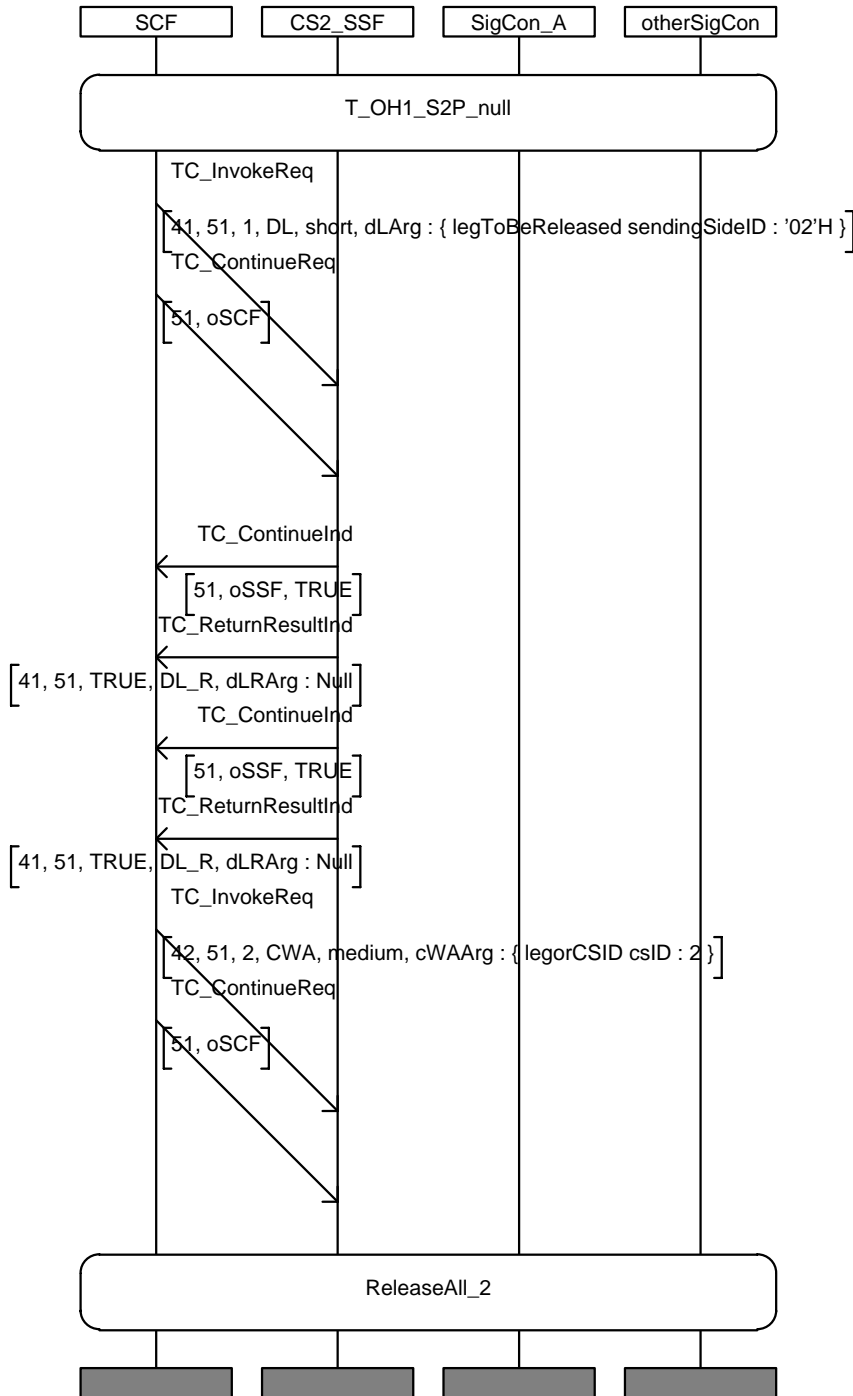 SCF CS2_SSF SigCon_A otherSigCon
T_OH1_S2P_null
TC_InvokeReq
[41, 51, 1, DL, short, dLArg : { legToBeReleased sendingSideID : '02'H }]
TC_ContinueReq
[51, oSCF]
TC_ContinueInd
[51, oSSF, TRUE]
TC_ReturnResultInd
[41, 51, TRUE, DL_R, dLRArg : Null]
TC_ContinueInd
[51, oSSF, TRUE]
TC_ReturnResultInd
[41, 51, TRUE, DL_R, dLRArg : Null]
TC_InvokeReq
[42, 51, 2, CWA, medium, cWAArg : { legorCSID csID : 2 }]
TC_ContinueReq
[51, oSCF]
ReleaseAll_2